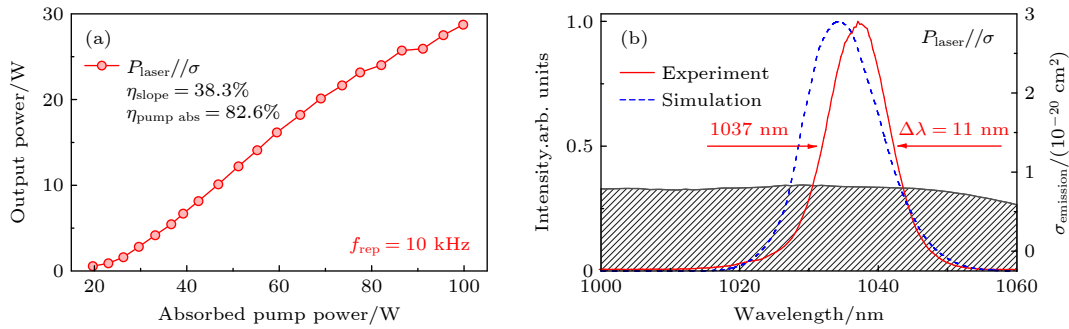 (a)
P_laser//σ
η_slope = 38.3%
η_pump abs = 82.6%
f_rep = 10 kHz
30
20
10
0
Output power/W
20 40 60 80 100
Absorbed pump power/W
(b)
P_laser//σ
Experiment
Simulation
1037 nm
Δλ = 11 nm
1.0
0.5
0
Intensity.arb. units
3
2
1
0
σ_emission/(10⁻²⁰ cm²)
1000 1020 1040 1060
Wavelength/nm